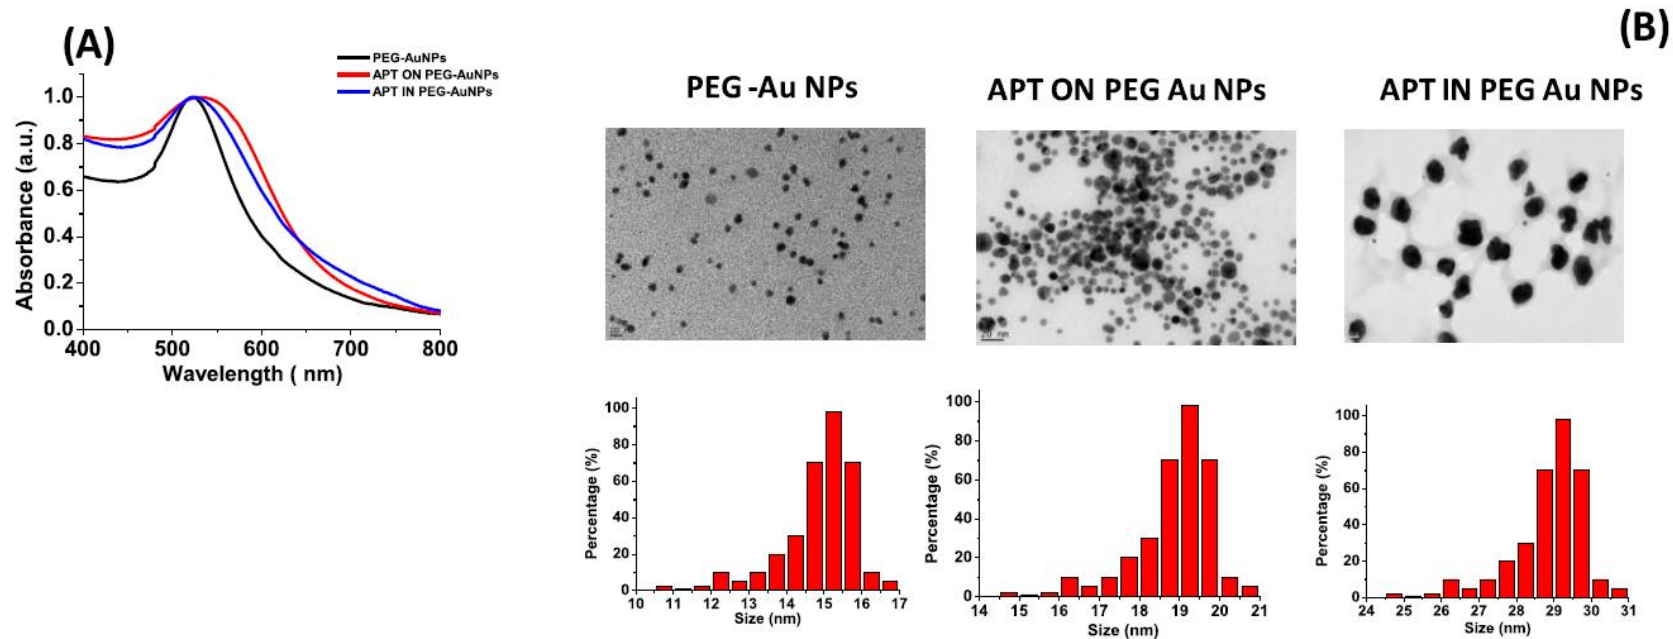 (A)
PEG-AuNPs
APT ON PEG-AuNPs
APT IN PEG-AuNPs
1.0
0.8
0.6
0.4
0.2
0.0
Absorbance (a.u.)
400 500 600 700 800
Wavelength ( nm)
(B)
PEG -Au NPs
APT ON PEG Au NPs
APT IN PEG Au NPs
100
80
60
40
20
0
Percentage (%)
10 11 12 13 14 15 16 17
Size (nm)
100
80
60
40
20
0
Percentage (%)
14 15 16 17 18 19 20 21
Size (nm)
100
80
60
40
20
0
Percentage (%)
24 25 26 27 28 29 30 31
Size (nm)